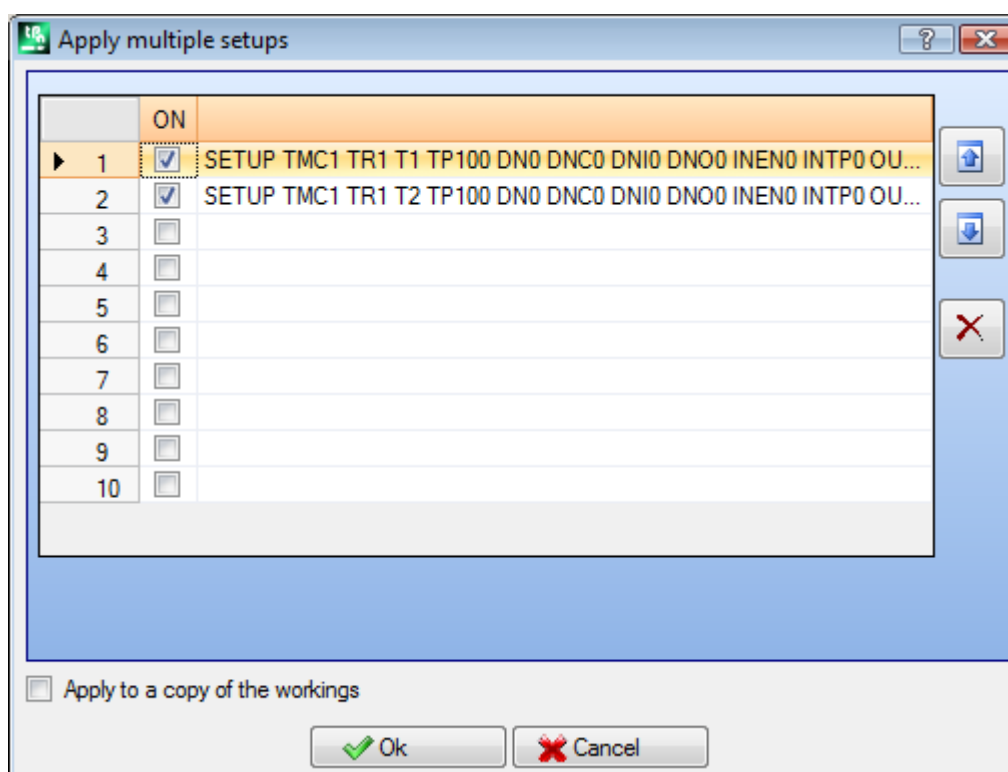 Apply multiple setups
ON
1 SETUP TMC1 TR1 T1 TP100 DN0 DNC0 DNI0 DNO0 INEN0 INTP0 OU...
2 SETUP TMC1 TR1 T2 TP100 DN0 DNC0 DNI0 DNO0 INEN0 INTP0 OU...
3
4
5
6
7
8
9
10
Apply to a copy of the workings
Ok Cancel